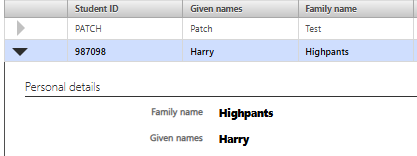 Student ID Given names Family name
PATCH Patch Test
987098 Harry Highpants
Personal details
Family name Highpants
Given names Harry